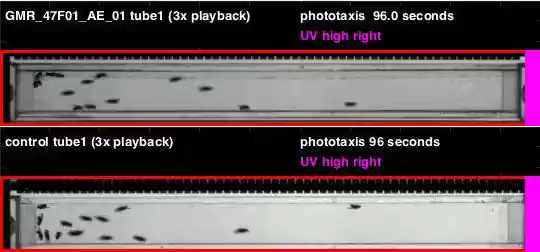 GMR_47F01_AE_01 tube1 (3x playback) phototaxis 96.0 seconds
UV high right
control tube1 (3x playback) phototaxis 96 seconds
UV high right